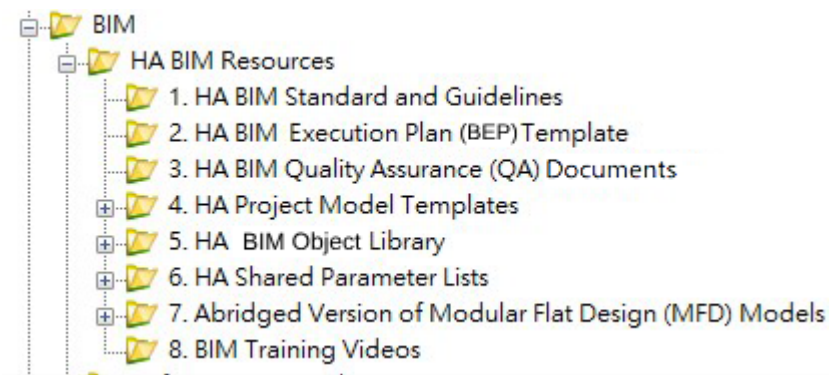 BIM
HA BIM Resources
1. HA BIM Standard and Guidelines
2. HA BIM Execution Plan (BEP) Template
3. HA BIM Quality Assurance (QA) Documents
4. HA Project Model Templates
5. HA BIM Object Library
6. HA Shared Parameter Lists
7. Abridged Version of Modular Flat Design (MFD) Models
8. BIM Training Videos